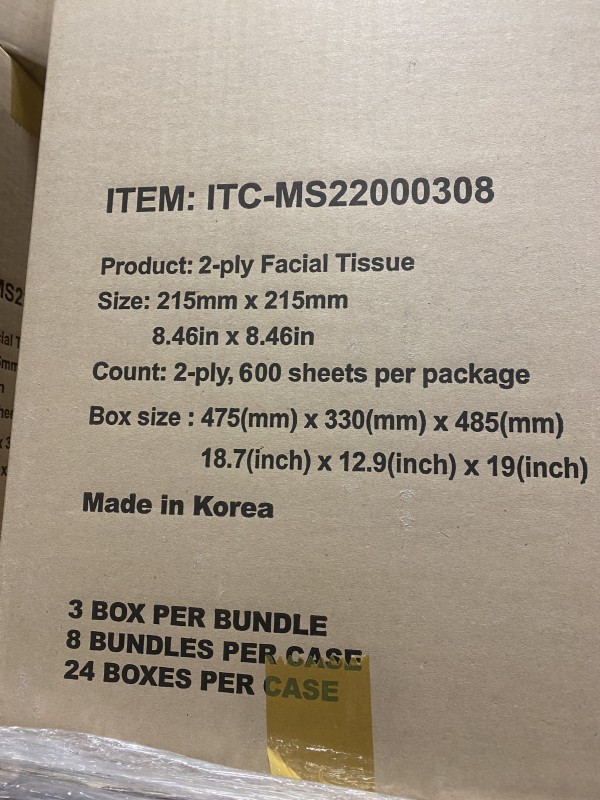 ITEM: ITC-MS22000308
Product: 2-ply Facial Tissue
Size: 215mm x 215mm
8.46in x 8.46in
Count: 2-ply, 600 sheets per package
Box size : 475(mm) x 330(mm) x 485(mm)
18.7(inch) x 12.9(inch) x 19(inch)
Made in Korea
3 BOX PER BUNDLE
8 BUNDLES PER CASE
24 BOXES PER CASE